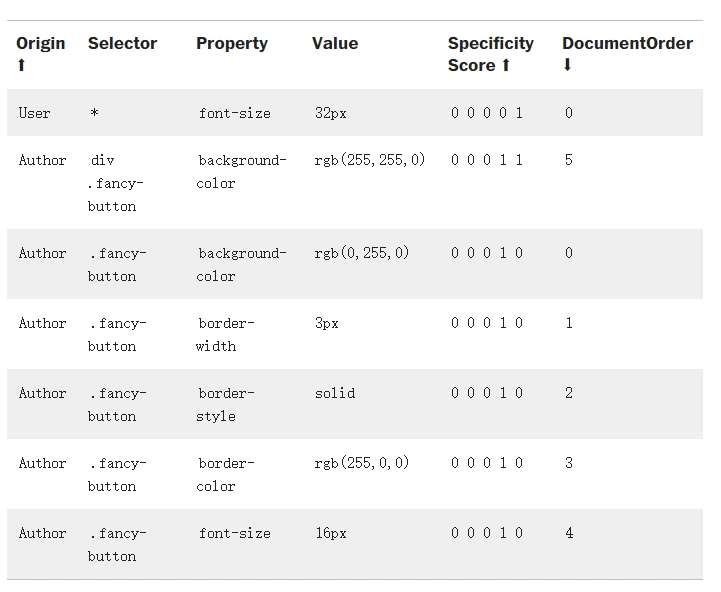 Origin ⬆ Selector Property Value Specificity Score ⬆ DocumentOrder ⬇
User * font-size 32px 0 0 0 0 1 0
Author div .fancy-button background-color rgb(255,255,0) 0 0 0 1 1 5
Author .fancy-button background-color rgb(0,255,0) 0 0 0 1 0 0
Author .fancy-button border-width 3px 0 0 0 1 0 1
Author .fancy-button border-style solid 0 0 0 1 0 2
Author .fancy-button border-color rgb(255,0,0) 0 0 0 1 0 3
Author .fancy-button font-size 16px 0 0 0 1 0 4